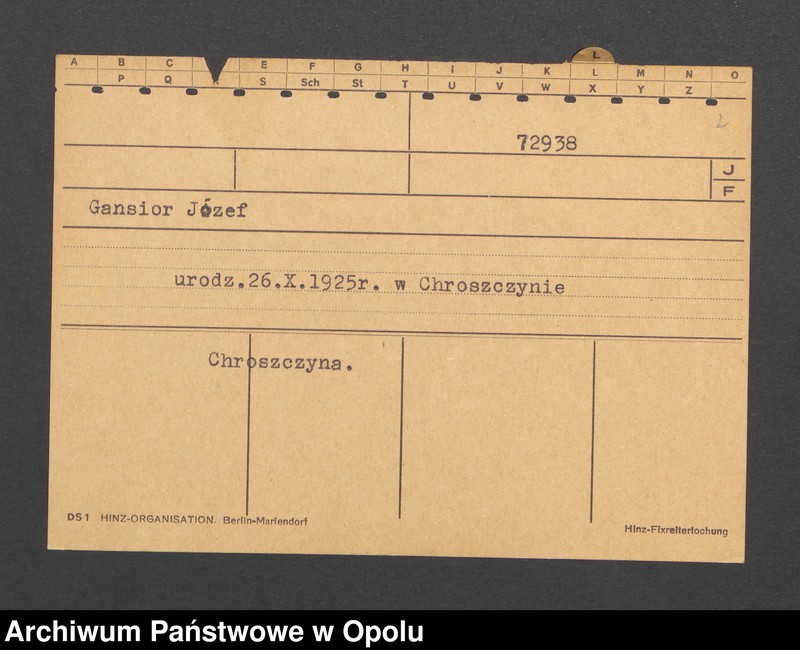 A B C E F G H I J K L M N O
L
P Q R S Sch St T U V W X Y Z
2
72938
J
F
Gansior Józef
urodz.26.X.1925r. w Chroszczynie
Chroszczyna.
DS1 HINZ-ORGANISATION. Berlin-Mariendorf
Hinz-Fixreiterlochung
Archiwum Państwowe w Opolu